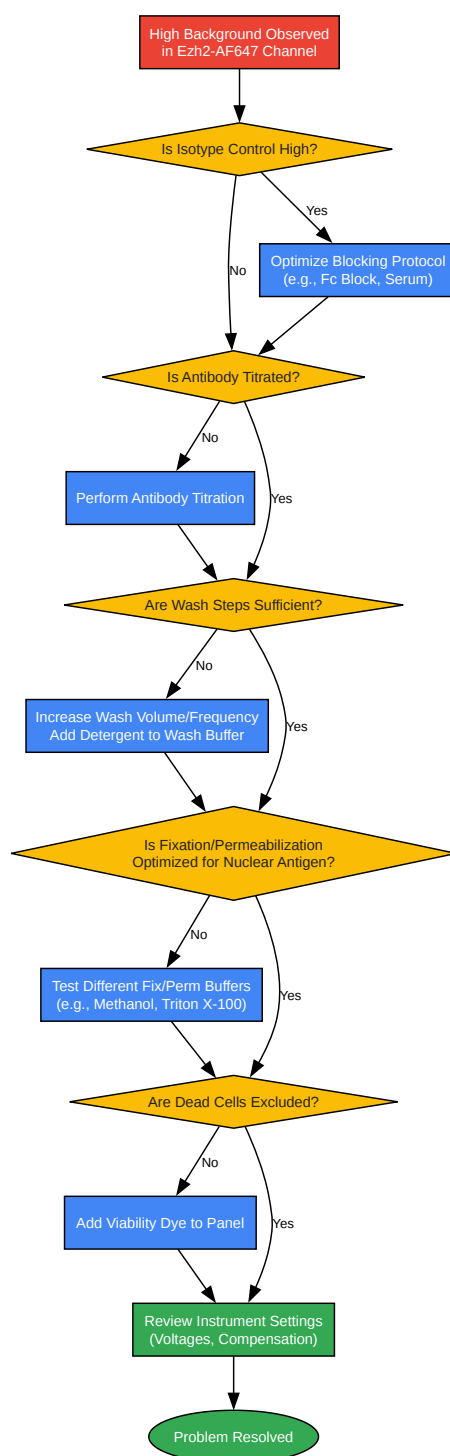 High Background Observed
in Ezh2-AF647 Channel
Is Isotype Control High?
Yes
No
Optimize Blocking Protocol
(e.g., Fc Block, Serum)
Is Antibody Titrated?
No
Yes
Perform Antibody Titration
Are Wash Steps Sufficient?
No
Yes
Increase Wash Volume/Frequency
Add Detergent to Wash Buffer
Is Fixation/Permeabilization
Optimized for Nuclear Antigen?
No
Yes
Test Different Fix/Perm Buffers
(e.g., Methanol, Triton X-100)
Are Dead Cells Excluded?
No
Yes
Add Viability Dye to Panel
Review Instrument Settings
(Voltages, Compensation)
Problem Resolved